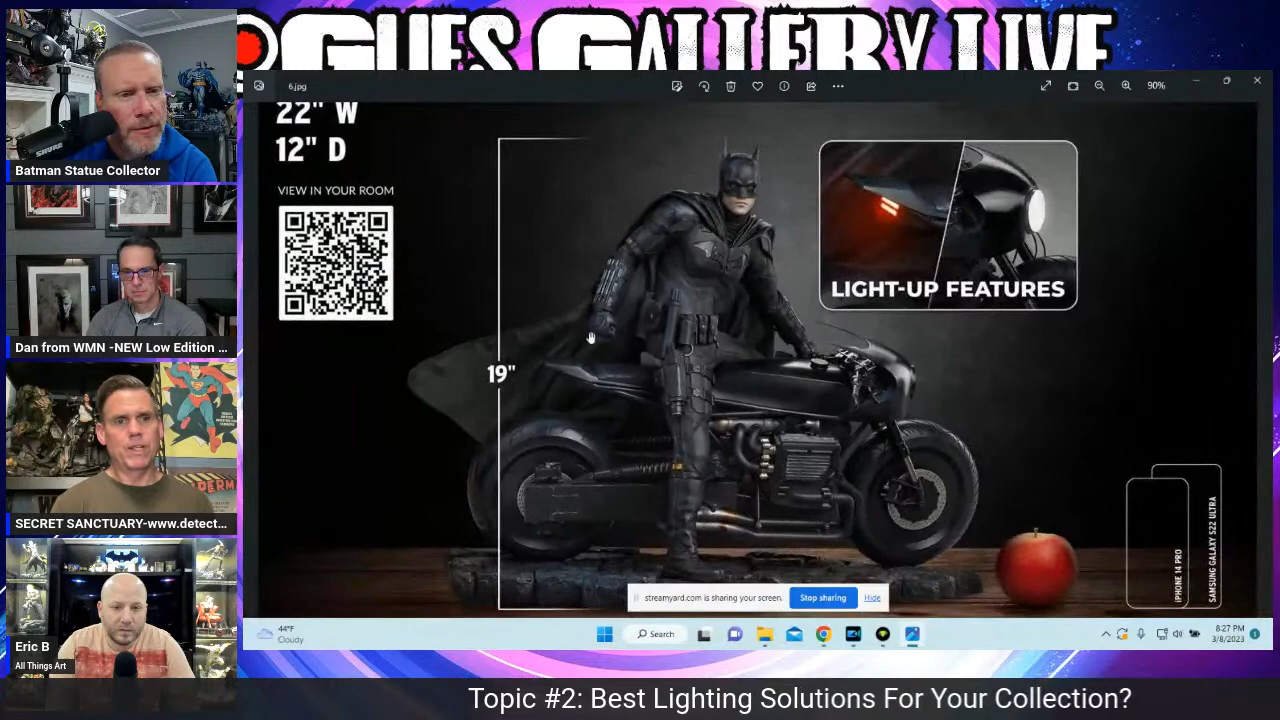 ROGUES GALLERY LIVE
6.jpg
90%
22" W
12" D
VIEW IN YOUR ROOM
19"
LIGHT-UP FEATURES
IPHONE 14 PRO
SAMSUNG GALAXY S22 ULTRA
streamyard.com is sharing your screen.
Stop sharing
Hide
44°F
Cloudy
Search
8:27 PM
3/8/2023
SHURE
Batman Statue Collector
Dan from WMN -NEW Low Edition ...
SUPERMAN
SECRET SANCTUARY-www.detect...
Eric B
All Things Art
Topic #2: Best Lighting Solutions For Your Collection?